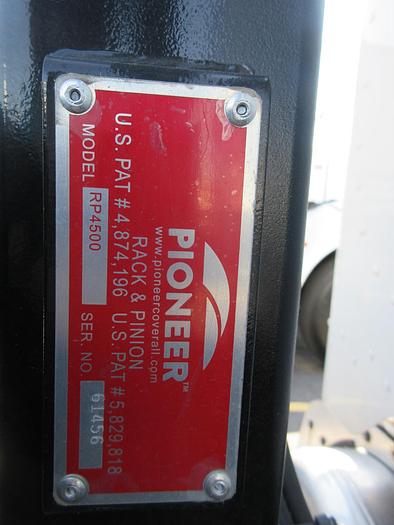 PIONEER™
www.pioneercoverall.com
RACK & PINION
U.S. PAT # 4,874,196 U.S. PAT # 5,829,818
MODEL RP4500 SER. NO. 61456